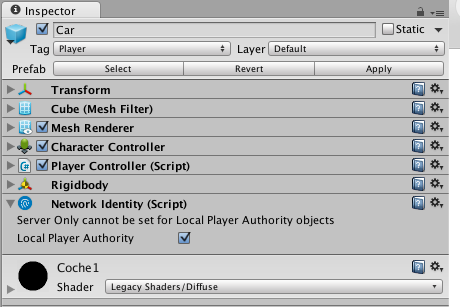 Inspector
Car
Static
Tag Player Layer Default
Prefab Select Revert Apply
Transform
Cube (Mesh Filter)
Mesh Renderer
Character Controller
Player Controller (Script)
Rigidbody
Network Identity (Script)
Server Only cannot be set for Local Player Authority objects
Local Player Authority
Coche1
Shader Legacy Shaders/Diffuse